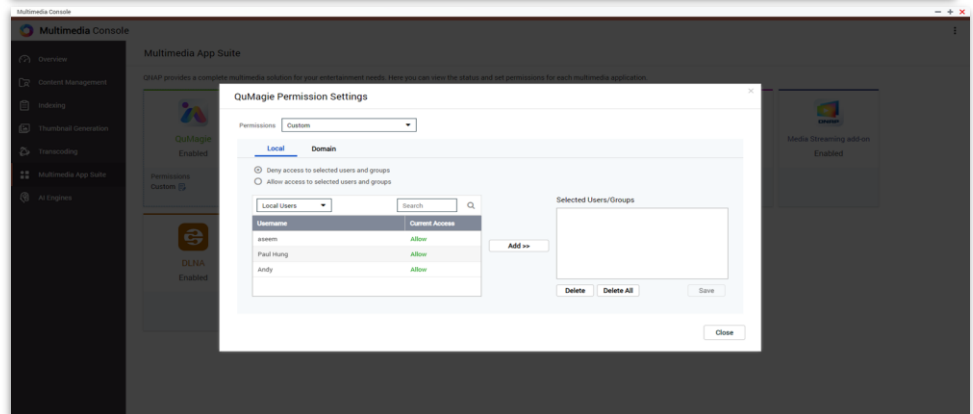 Multimedia Console
Multimedia Console
Overview
Content Management
Indexing
Thumbnail Generation
Transcoding
Multimedia App Suite
AI Engines
Multimedia App Suite
QNAP provides a complete multimedia solution for your entertainment needs. Here you can view the status and set permissions for each multimedia application.
QuMagie
Enabled
Permissions
Custom
DLNA
Enabled
Media Streaming add-on
Enabled
QuMagie Permission Settings
Permissions Custom
Local Domain
Deny access to selected users and groups
Allow access to selected users and groups
Local Users Search
Username Current Access
aseem Allow
Paul Hung Allow
Andy Allow
Add >>
Selected Users/Groups
Delete Delete All Save
Close